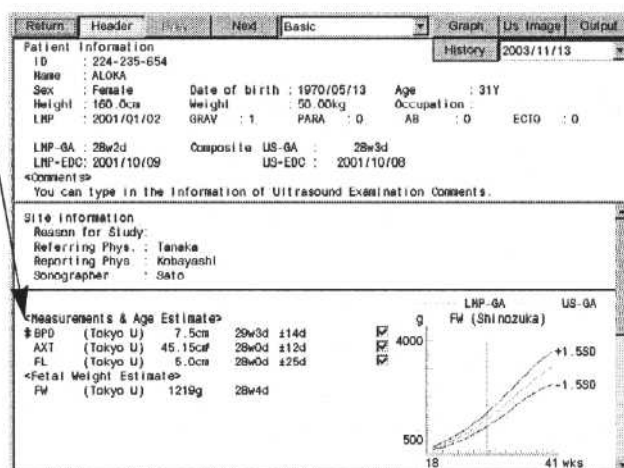 Return Header Prev Next Basic Graph Us Image Output
History 2003/11/13
Patient Information
ID : 224-235-654
Name : ALOKA
Sex : Female Date of birth : 1970/05/13 Age : 31Y
Height : 160.0cm Weight : 50.00kg Occupation :
LMP : 2001/01/02 GRAV : 1 PARA : 0 AB : 0 ECTO : 0
LMP-GA : 28w2d Composite US-GA : 28w3d
LMP-EDC: 2001/10/09 US-EDC : 2001/10/08
<Comments>
You can type in the Information of Ultrasound Examination Comments.
Site Information
Reason for Study:
Referring Phys. : Tanaka
Reporting Phys : Kobayashi
Sonographer : Sato
LMP-GA US-GA
<Measurements & Age Estimate>
g FW (Shinozuka)
$ BPD (Tokyo U) 7.5cm 29w3d ±14d
4000
AXT (Tokyo U) 45.15cm² 28w0d ±12d
+1.5SD
FL (Tokyo U) 5.0cm 28w0d ±25d
<Fetal Weight Estimate>
-1.5SD
FW (Tokyo U) 1219g 28w4d
500
18 41 wks